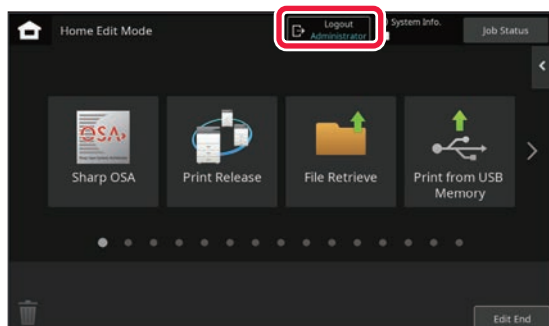 Home Edit Mode
Logout
Administrator
System Info.
Job Status
OSA
Sharp OSA
Print Release
File Retrieve
Print from USB
Memory
Edit End